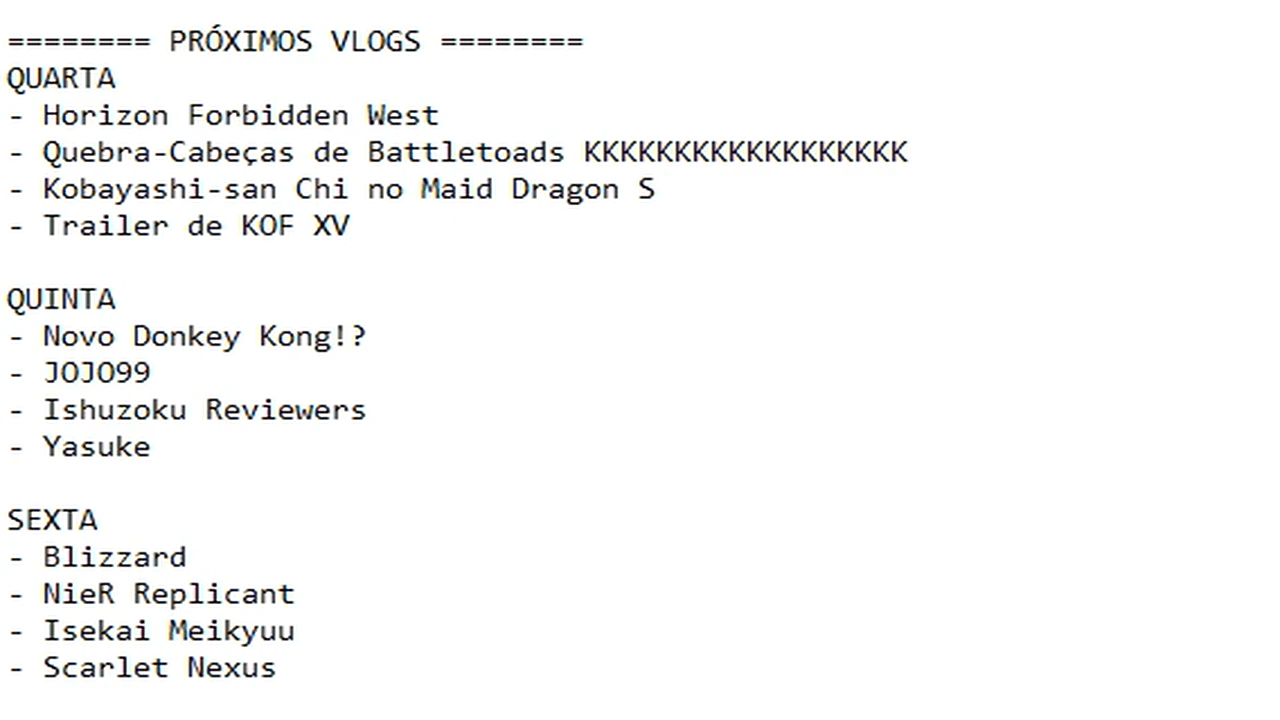 ======== PRÓXIMOS VLOGS ========
QUARTA
- Horizon Forbidden West
- Quebra-Cabeças de Battletoads KKKKKKKKKKKKKKKKKK
- Kobayashi-san Chi no Maid Dragon S
- Trailer de KOF XV
QUINTA
- Novo Donkey Kong!?
- JOJO99
- Ishuzoku Reviewers
- Yasuke
SEXTA
- Blizzard
- NieR Replicant
- Isekai Meikyuu
- Scarlet Nexus